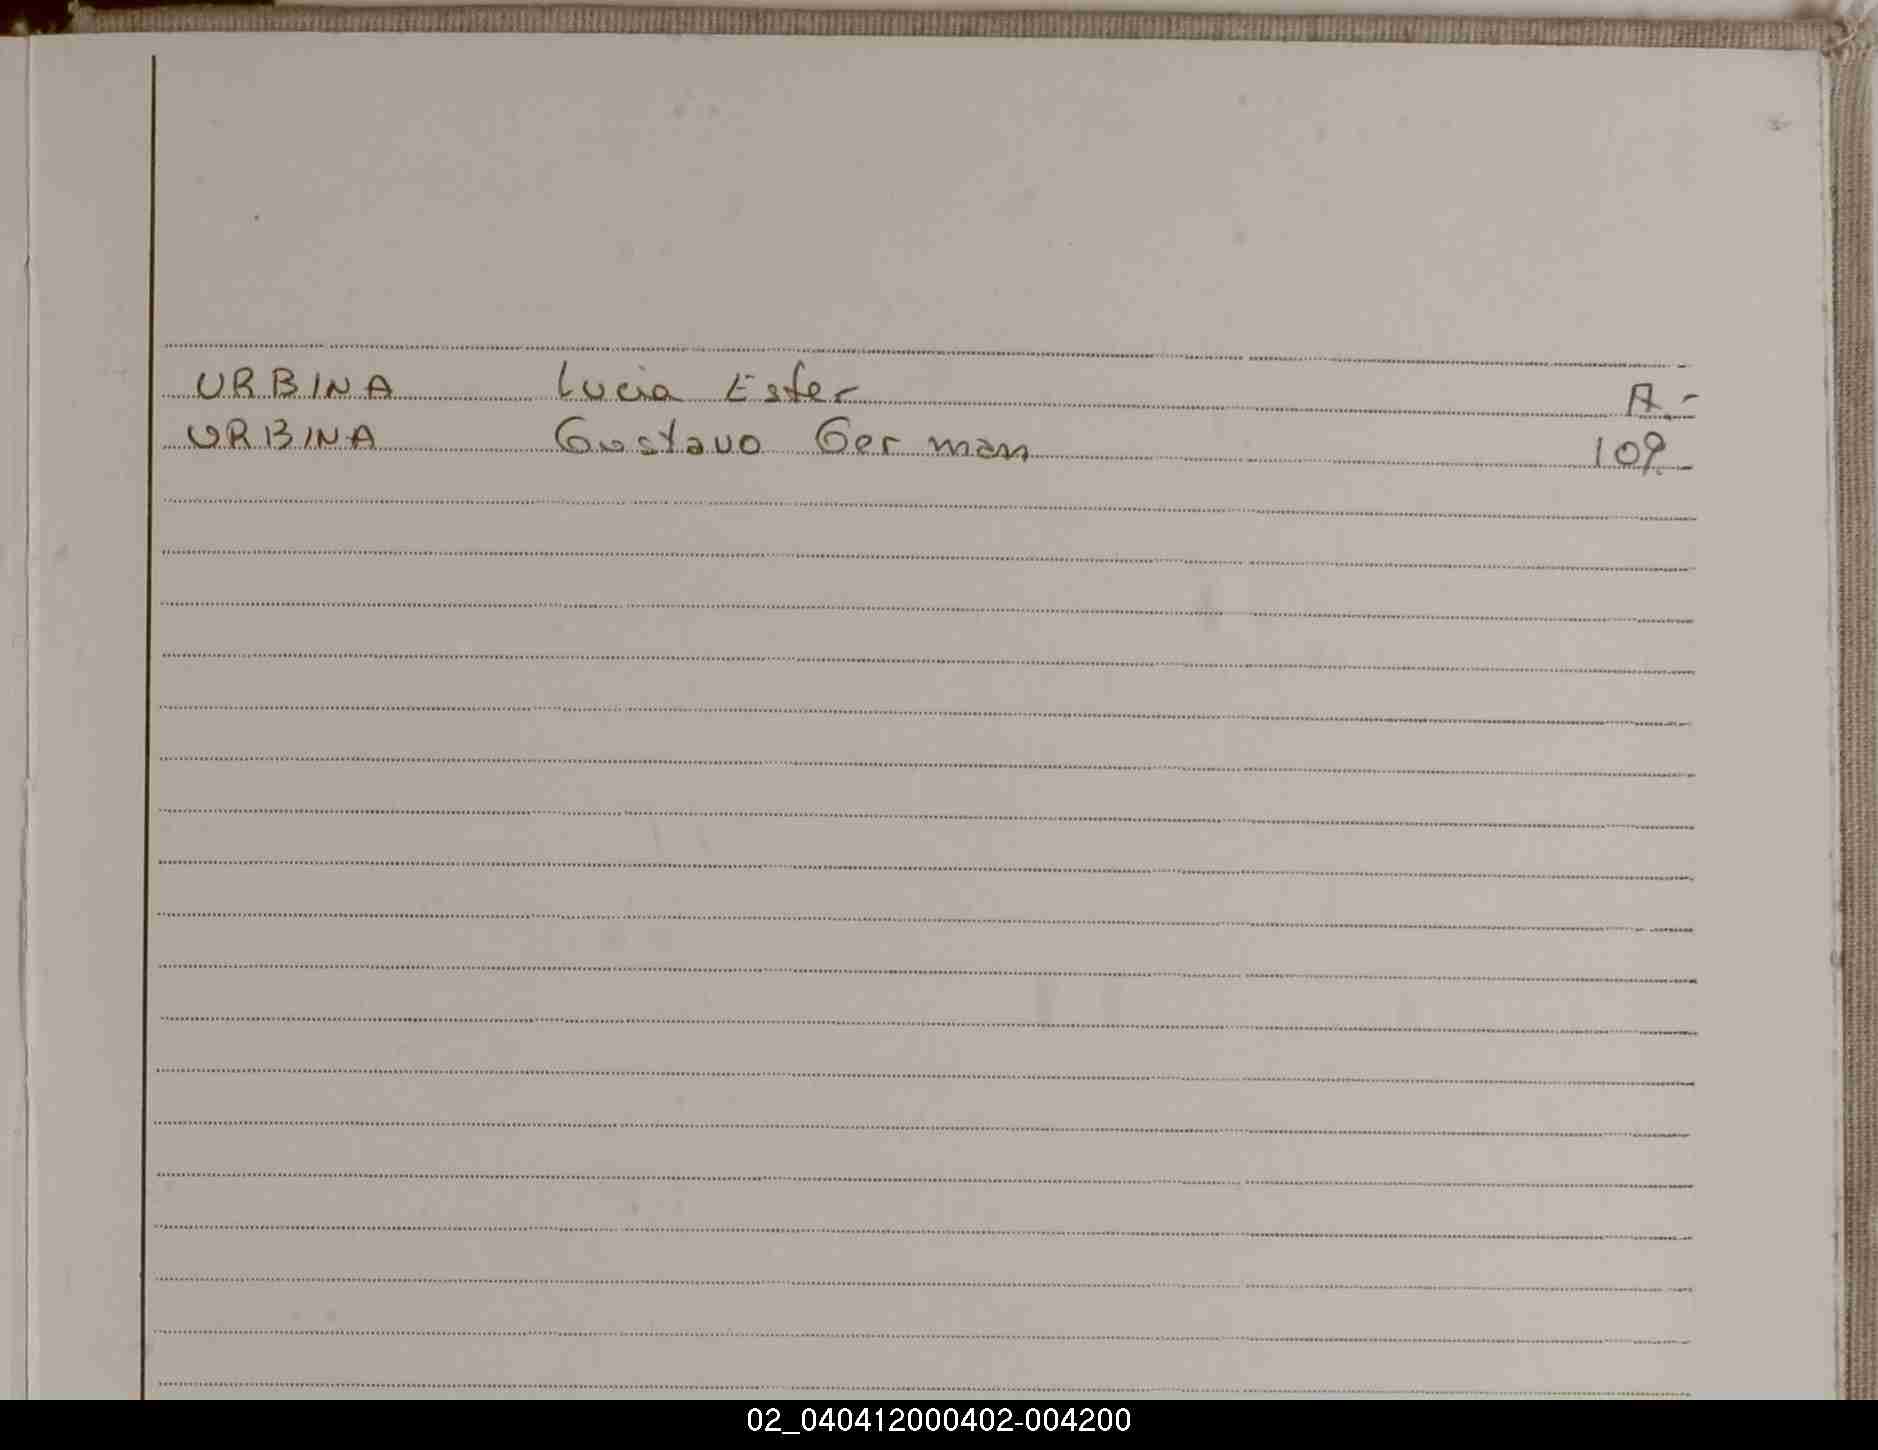 URBINA Lucia Ester A.-
URBINA Gustavo German 109.-
02_040412000402-004200